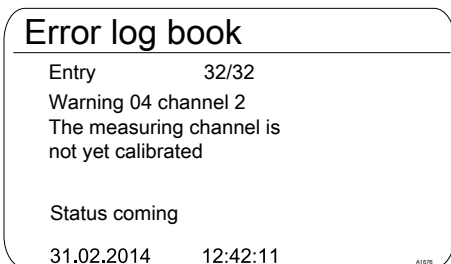 Error log book
Entry 32/32
Warning 04 channel 2
The measuring channel is
not yet calibrated
Status coming
31.02.2014 12:42:11
A1676